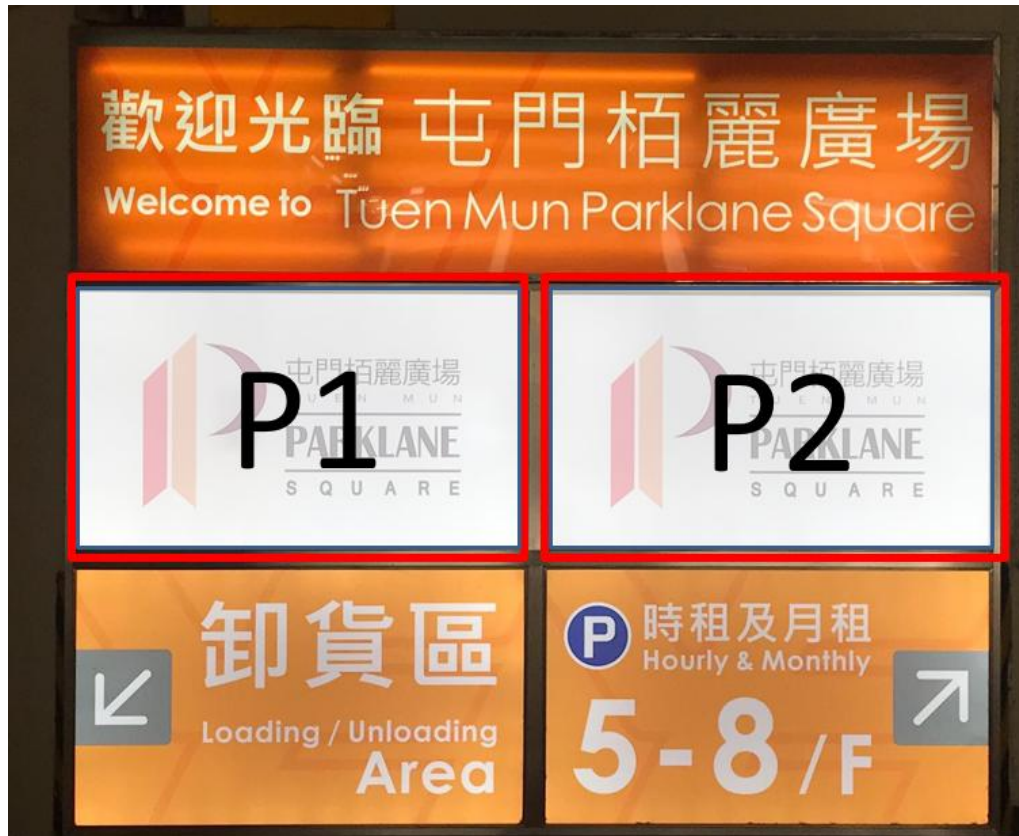 歡迎光臨 屯門栢麗廣場
Welcome to Tuen Mun Parklane Square
屯門栢麗廣場
TUEN MUN
PARKLANE
SQUARE
P1
屯門栢麗廣場
TUEN MUN
PARKLANE
SQUARE
P2
卸貨區
Loading / Unloading
Area
P 時租及月租
Hourly & Monthly
5 - 8 /F